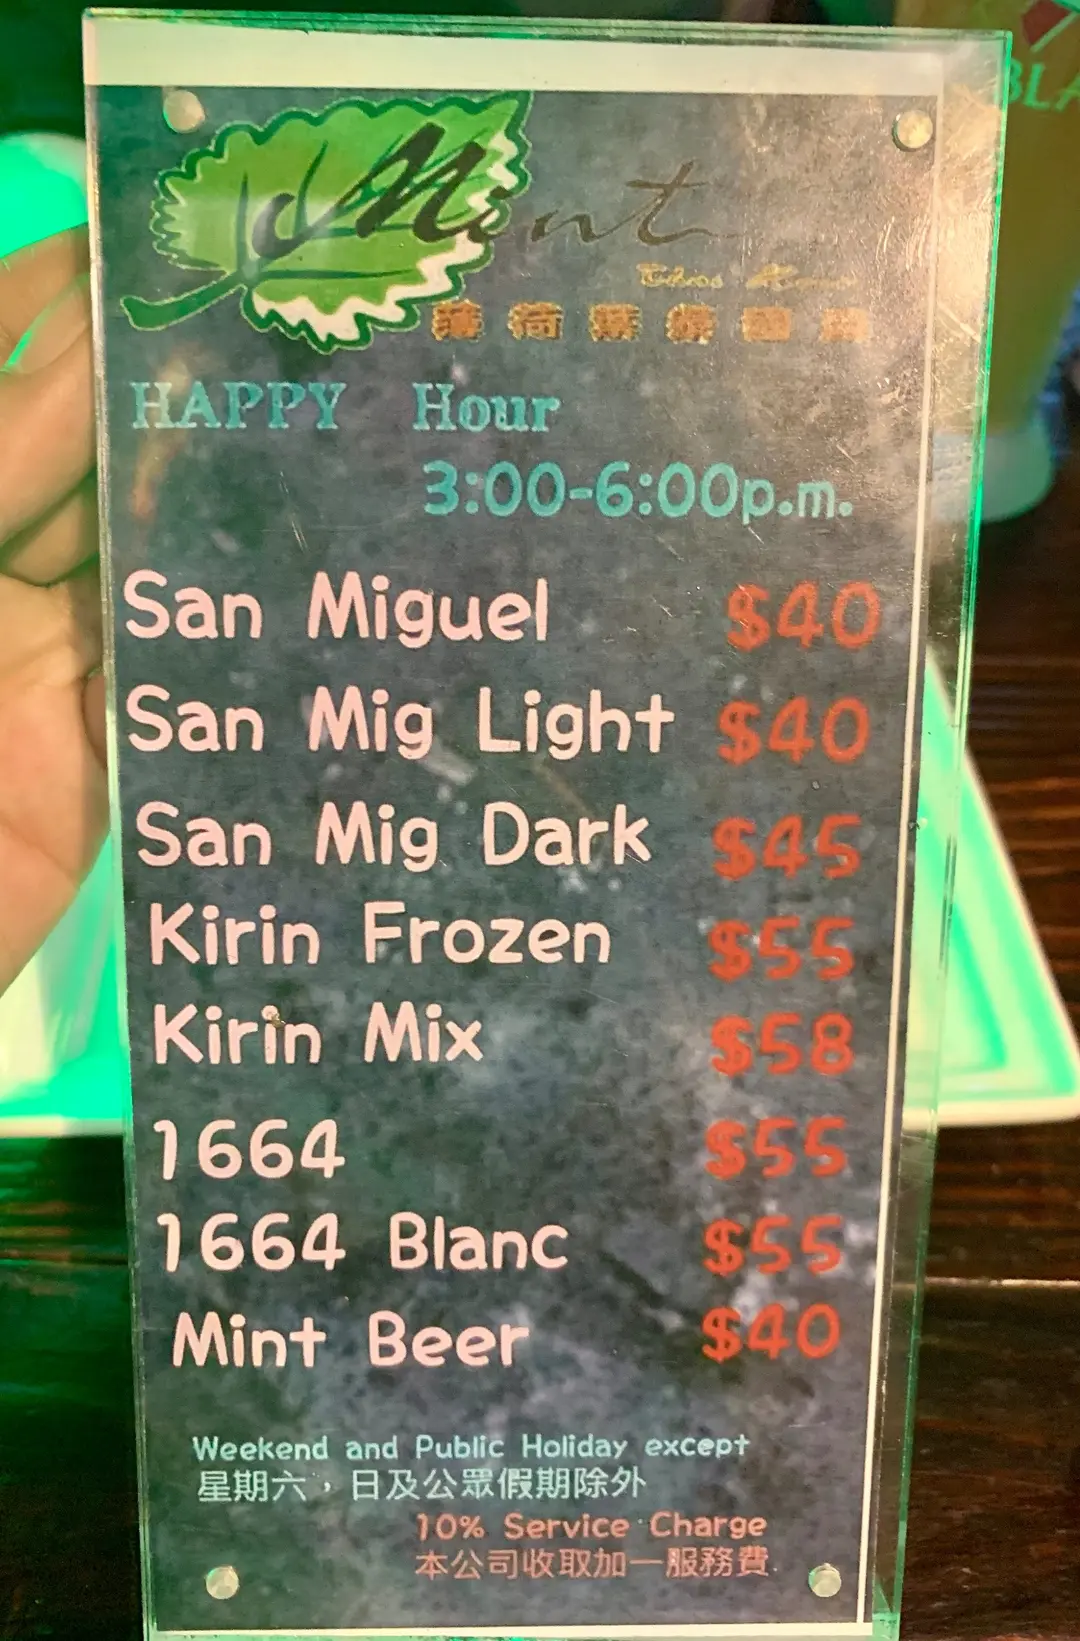 Mint
HAPPY Hour
3:00-6:00p.m.
San Miguel $40
San Mig Light $40
San Mig Dark $45
Kirin Frozen $55
Kirin Mix $58
1664 $55
1664 Blanc $55
Mint Beer $40
Weekend and Public Holiday except
星期六，日及公眾假期除外
10% Service Charge
本公司收取加一服務費